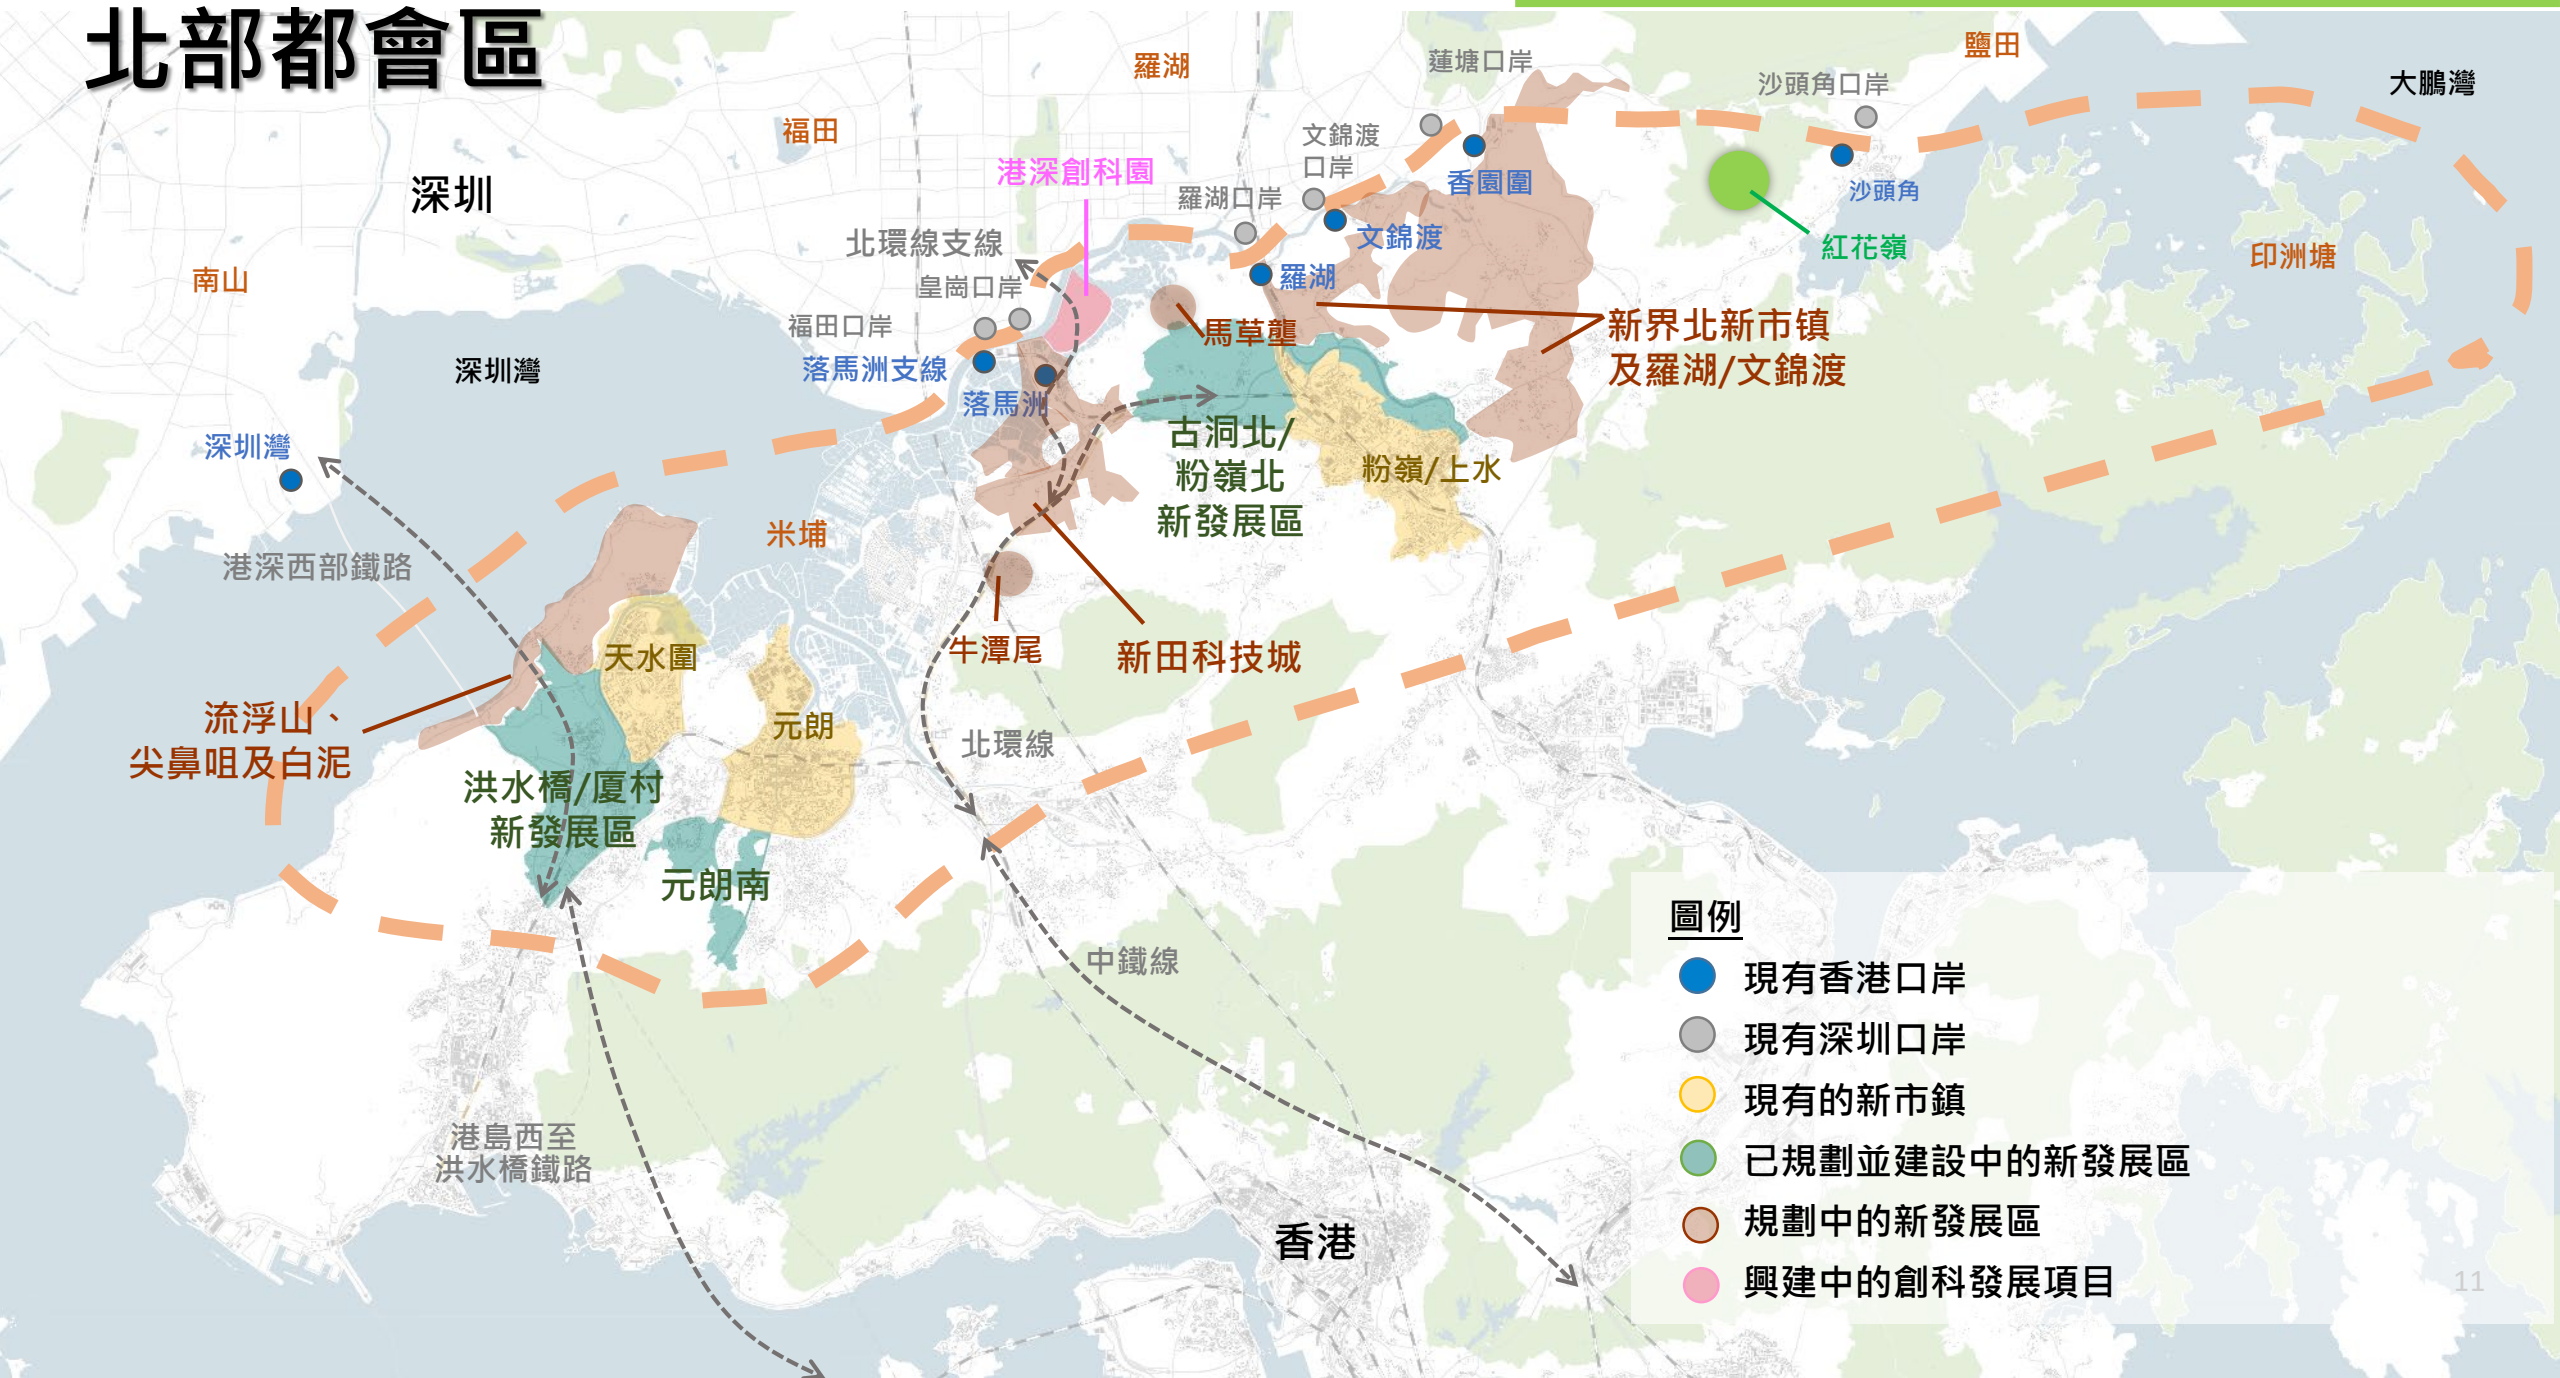 北部都會區
鹽田
蓮塘口岸
羅湖
沙頭角口岸
大鵬灣
福田
文錦渡
口岸
港深創科園
香園圍
沙頭角
深圳
羅湖口岸
文錦渡
北環線支線
紅花嶺
印洲塘
南山
羅湖
皇崗口岸
福田口岸
馬草壟
新界北新市镇
及羅湖/文錦渡
深圳灣
落馬洲支線
落馬洲
古洞北/
粉嶺北
新發展區
深圳灣
粉嶺/上水
米埔
港深西部鐵路
牛潭尾
新田科技城
天水圍
流浮山、
尖鼻咀及白泥
元朗
北環線
洪水橋/厦村
新發展區
元朗南
中鐵線
港島西至
洪水橋鐵路
香港
圖例
現有香港口岸
現有深圳口岸
現有的新市鎮
已規劃並建設中的新發展區
規劃中的新發展區
興建中的創科發展項目
11